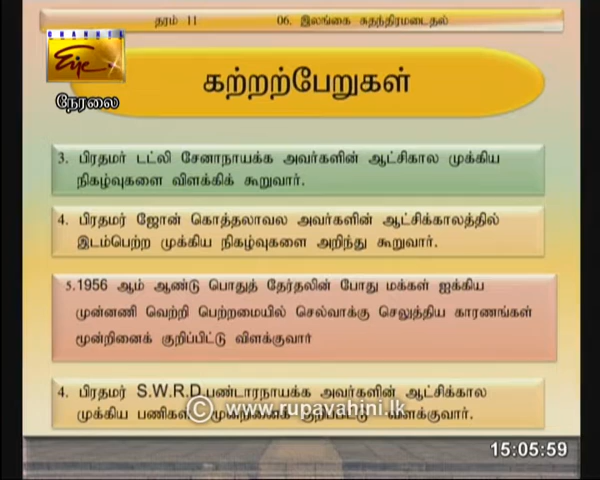 தரம் 11 06. இலங்கை சுதந்திரமடைதல்
CHANNEL
Eye
நேரலை
கற்றற்பேறுகள்
3. பிரதமர் டட்லி சேனாநாயக்க அவர்களின் ஆட்சிகால முக்கிய
நிகழ்வுகளை விளக்கிக் கூறுவார்.
4. பிரதமர் ஜோன் கொத்தலாவல அவர்களின் ஆட்சிக்காலத்தில்
இடம்பெற்ற முக்கிய நிகழ்வுகளை அறிந்து கூறுவார்.
5.1956 ஆம் ஆண்டு பொதுத் தேர்தலின் போது மக்கள் ஐக்கிய
முன்னணி வெற்றி பெற்றமையில் செல்வாக்கு செலுத்திய காரணங்கள்
மூன்றினைக் குறிப்பிட்டு விளக்குவார்
4. பிரதமர் S.W.R.D.பண்டாரநாயக்க அவர்களின் ஆட்சிக்கால
முக்கிய பணிகள் மூன்றினைக் குறிப்பிட்டு விளக்குவார்.
© www.rupavahini.lk
15:05:59